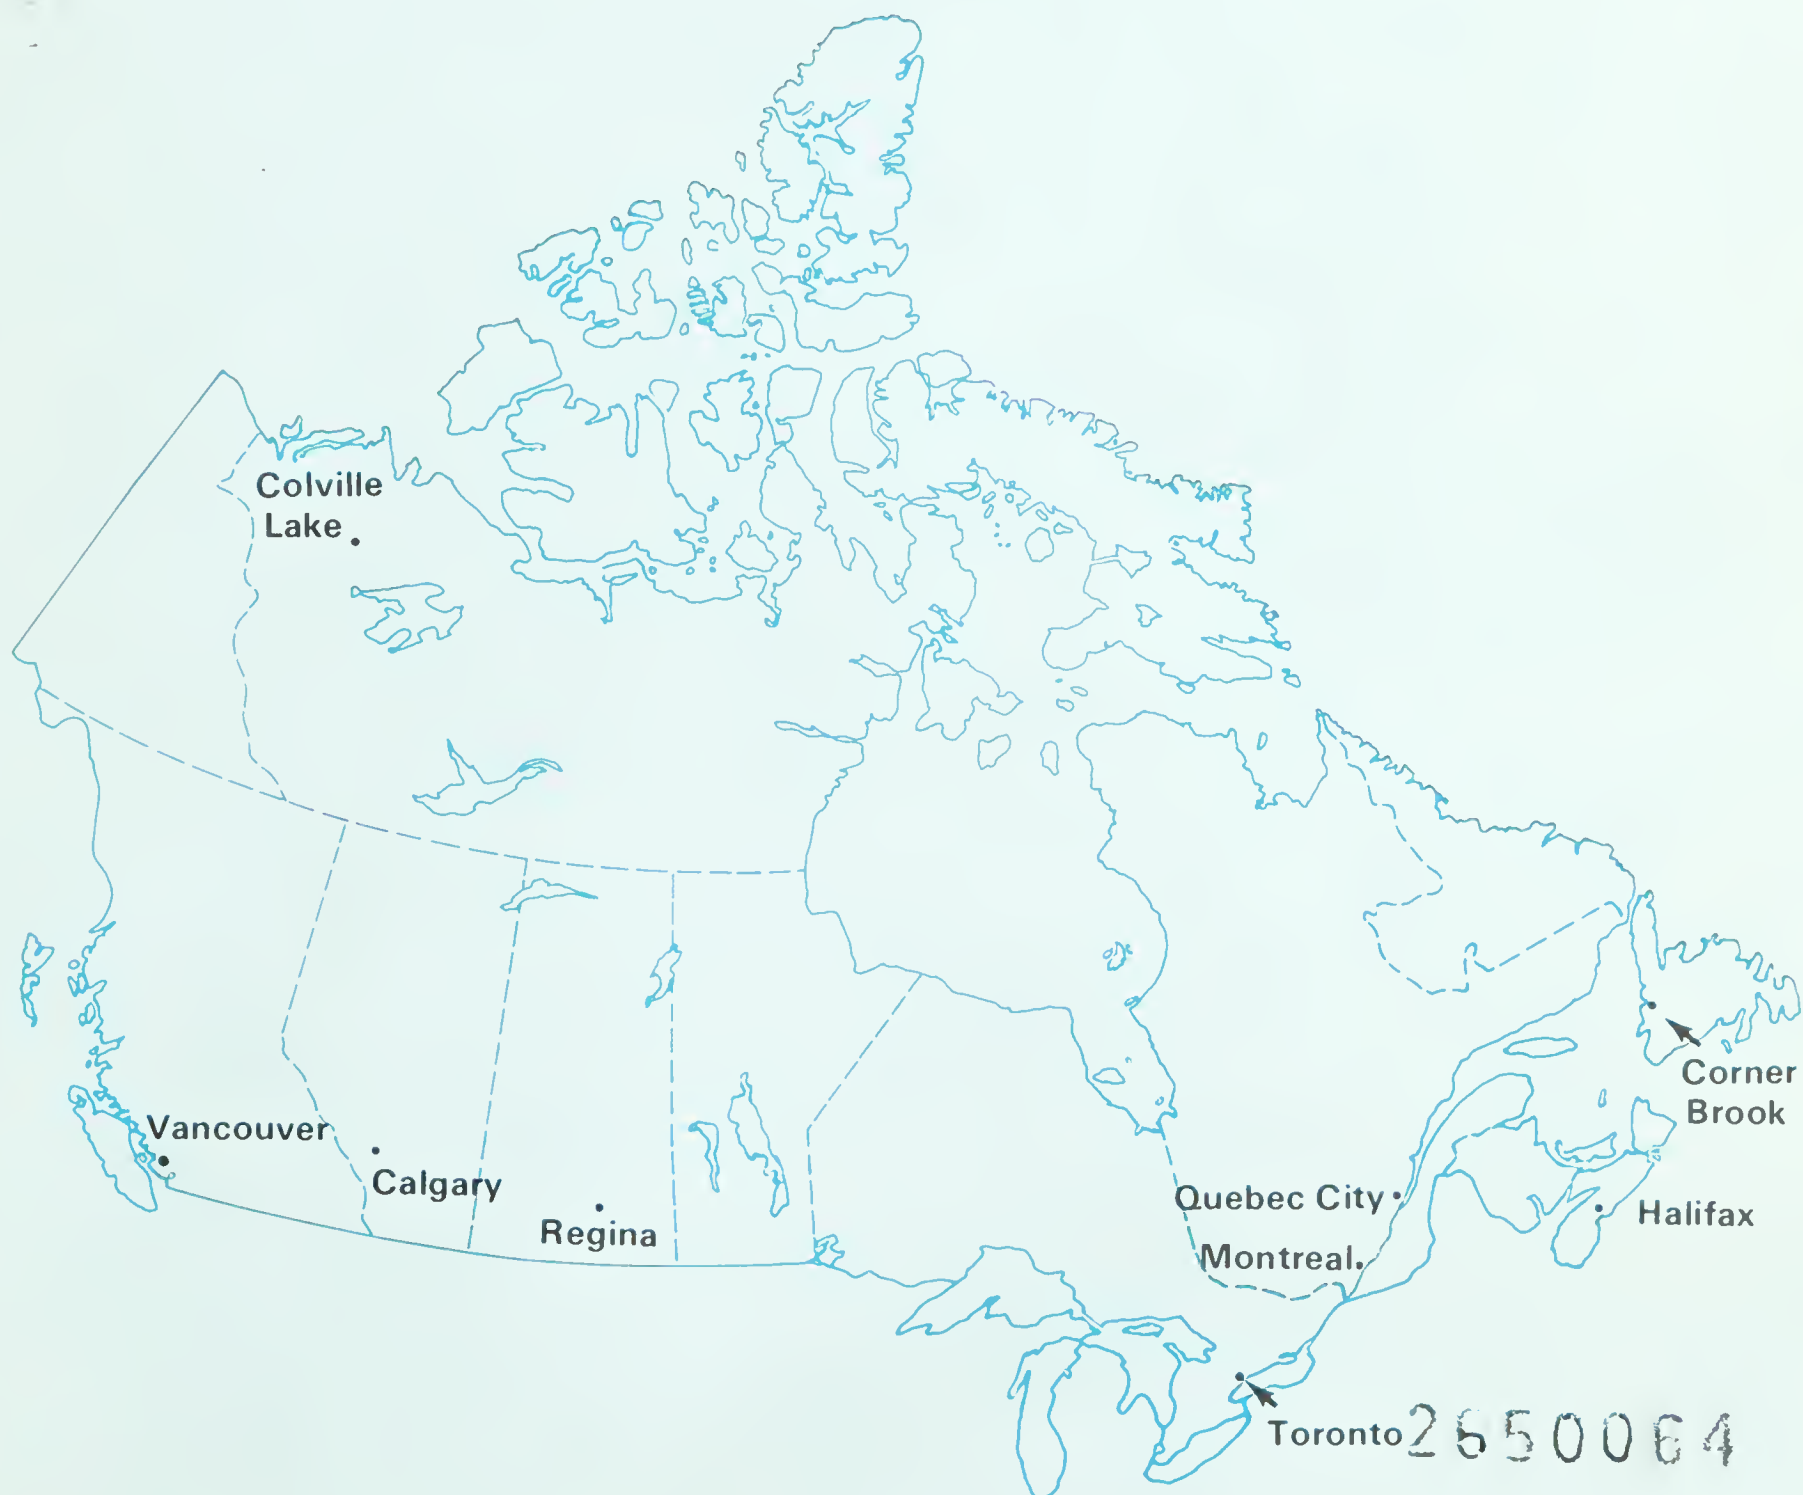 Colville
Lake
Corner
Brook
Vancouver
Calgary
Quebec City
Halifax
Regina
Montreal
Toronto
2650064